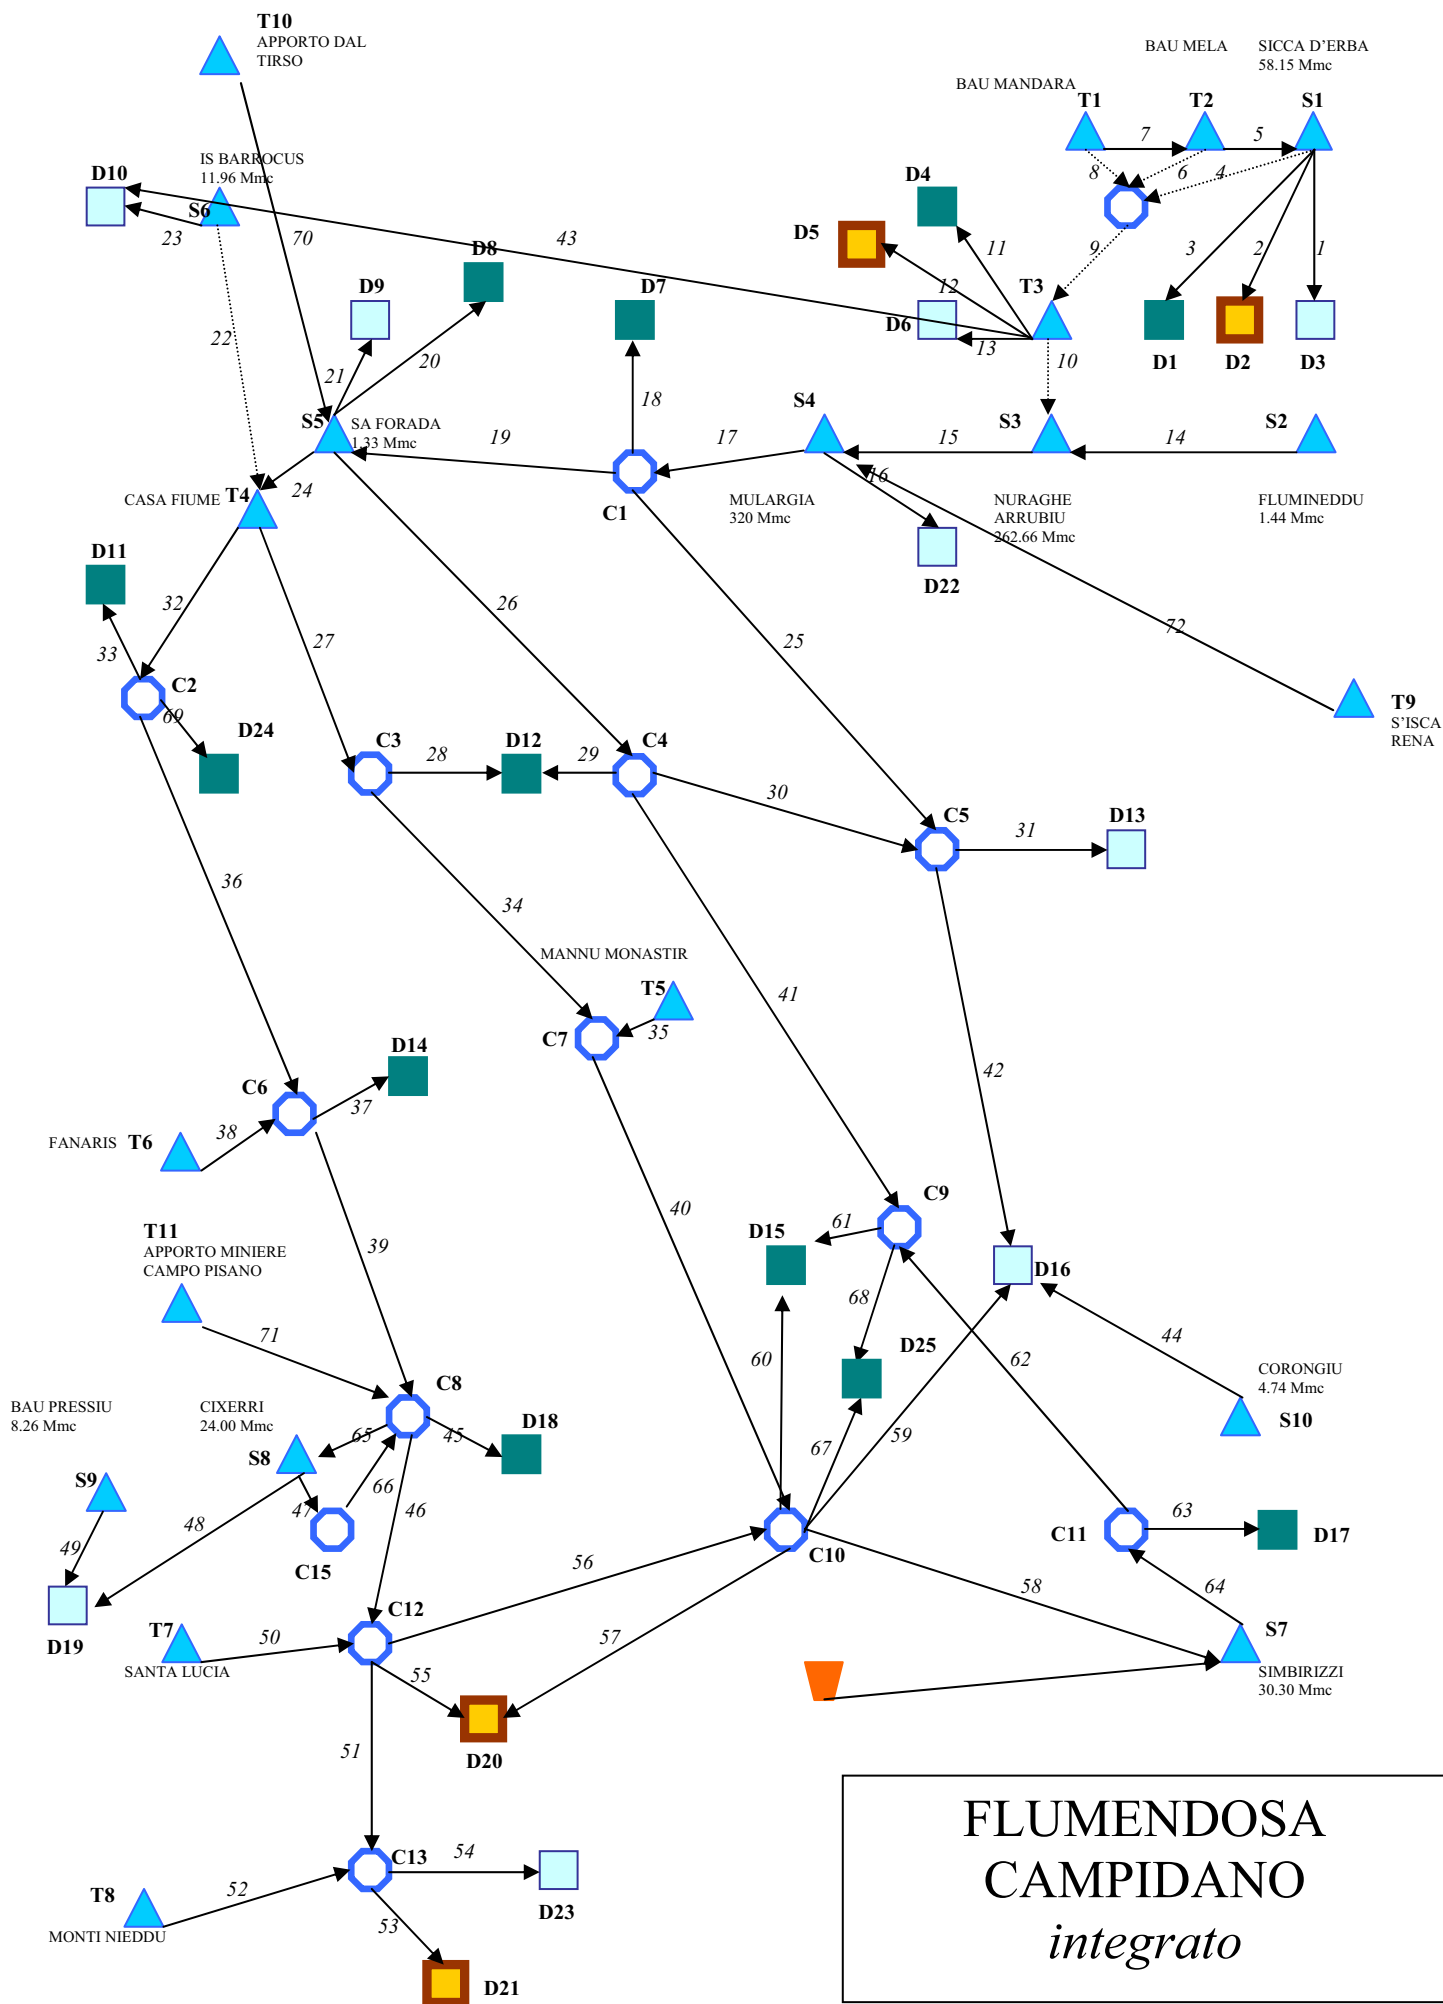 T10
APPORTO DAL
TIRSO
BAU MELA
SICCA D'ERBA
58.15 Mmc
BAU MANDARA
T1
T2
S1
7
5
8
6
4
IS BARROCUS
11.96 Mmc
D10
S6
23
70
43
D4
D5
11
9
3
2
1
D8
D9
D7
12
T3
D6
13
10
D1
D2
D3
22
21
20
18
S5
SA FORADA
1.33 Mmc
19
17
S4
15
S3
14
S2
16
24
CASA FIUME
T4
C1
MULARGIA
320 Mmc
NURAGHE
ARRUBIU
262.66 Mmc
FLUMINEDDU
1.44 Mmc
D11
D22
32
26
33
27
25
72
C2
69
D24
T9
S'ISCA
RENA
C3
28
D12
29
C4
30
C5
31
D13
36
34
MANNU MONASTIR
T5
41
C7
35
D14
42
C6
37
38
FANARIS
T6
40
C9
39
D15
61
T11
APPORTO MINIERE
CAMPO PISANO
D16
68
71
60
D25
62
44
CORONGIU
4.74 Mmc
C8
BAU PRESSIU
8.26 Mmc
CIXERRI
24.00 Mmc
65
45
D18
67
59
S10
S8
S9
66
47
46
48
49
C15
C10
C11
63
D17
56
58
64
C12
T7
50
57
S7
D19
SANTA LUCIA
55
SIMBIRIZZI
30.30 Mmc
51
D20
C13
54
T8
52
53
D23
MONTI NIEDDU
D21
FLUMENDOSA
CAMPIDANO
integrato